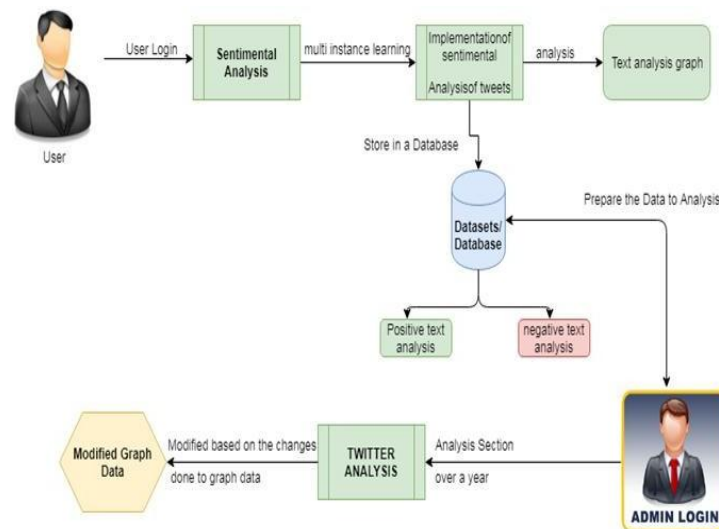 User Login
Sentimental
Analysis
multi instance learning
Implementationof
sentimental
Analysisof tweets
analysis
Text analysis graph
User
Store in a Database
Prepare the Data to Analysis
Datasets/
Database
Positive text
analysis
negative text
analysis
Modified Graph
Data
Modified based on the changes
done to graph data
TWITTER
ANALYSIS
Analysis Section
over a year
ADMIN LOGIN